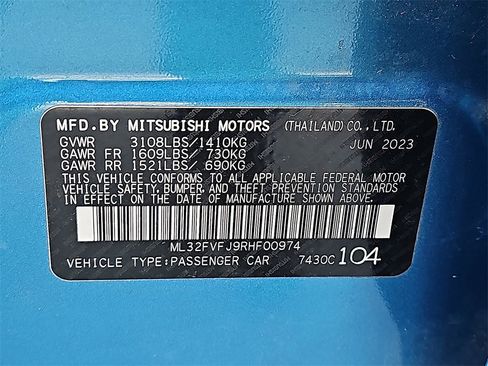 MFD.BY MITSUBISHI MOTORS (THAILAND) CO., LTD.
GVWR 3108LBS/1410KG JUN 2023
GAWR FR 1609LBS/ 730KG
GAWR RR 1521LBS/ 690KG
THIS VEHICLE CONFORMS TO ALL APPLICABLE FEDERAL MOTOR
VEHICLE SAFETY, BUMPER, AND THEFT PREVENTION STANDARDS
IN EFFECT ON THE DATE OF MANUFACTURE SHOWN ABOVE.
ML32FVFJ9RHF00974
VEHICLE TYPE:PASSENGER CAR 7430C 104